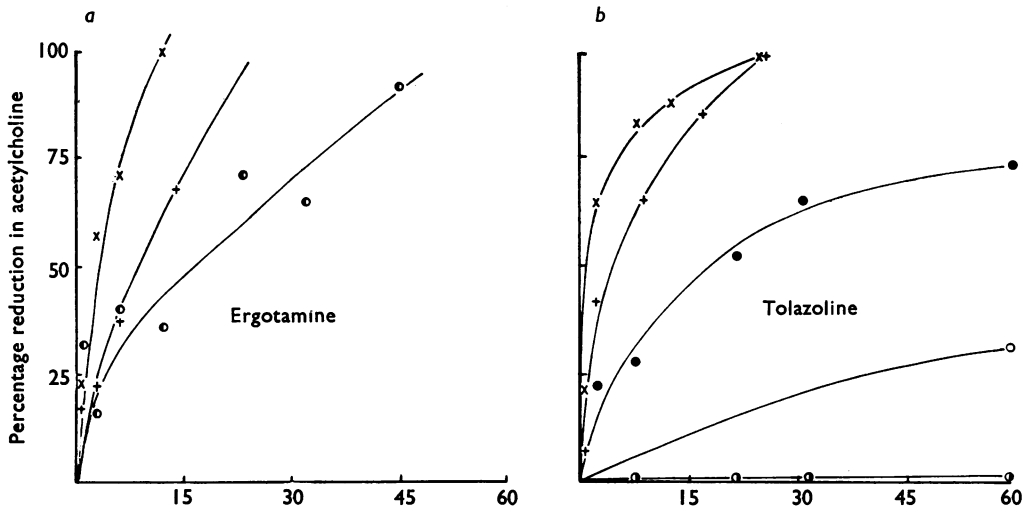 a
b
Percentage reduction in acetylcholine
100
75
50
25
Ergotamine
Tolazoline
15 30 45 60
15 30 45 60